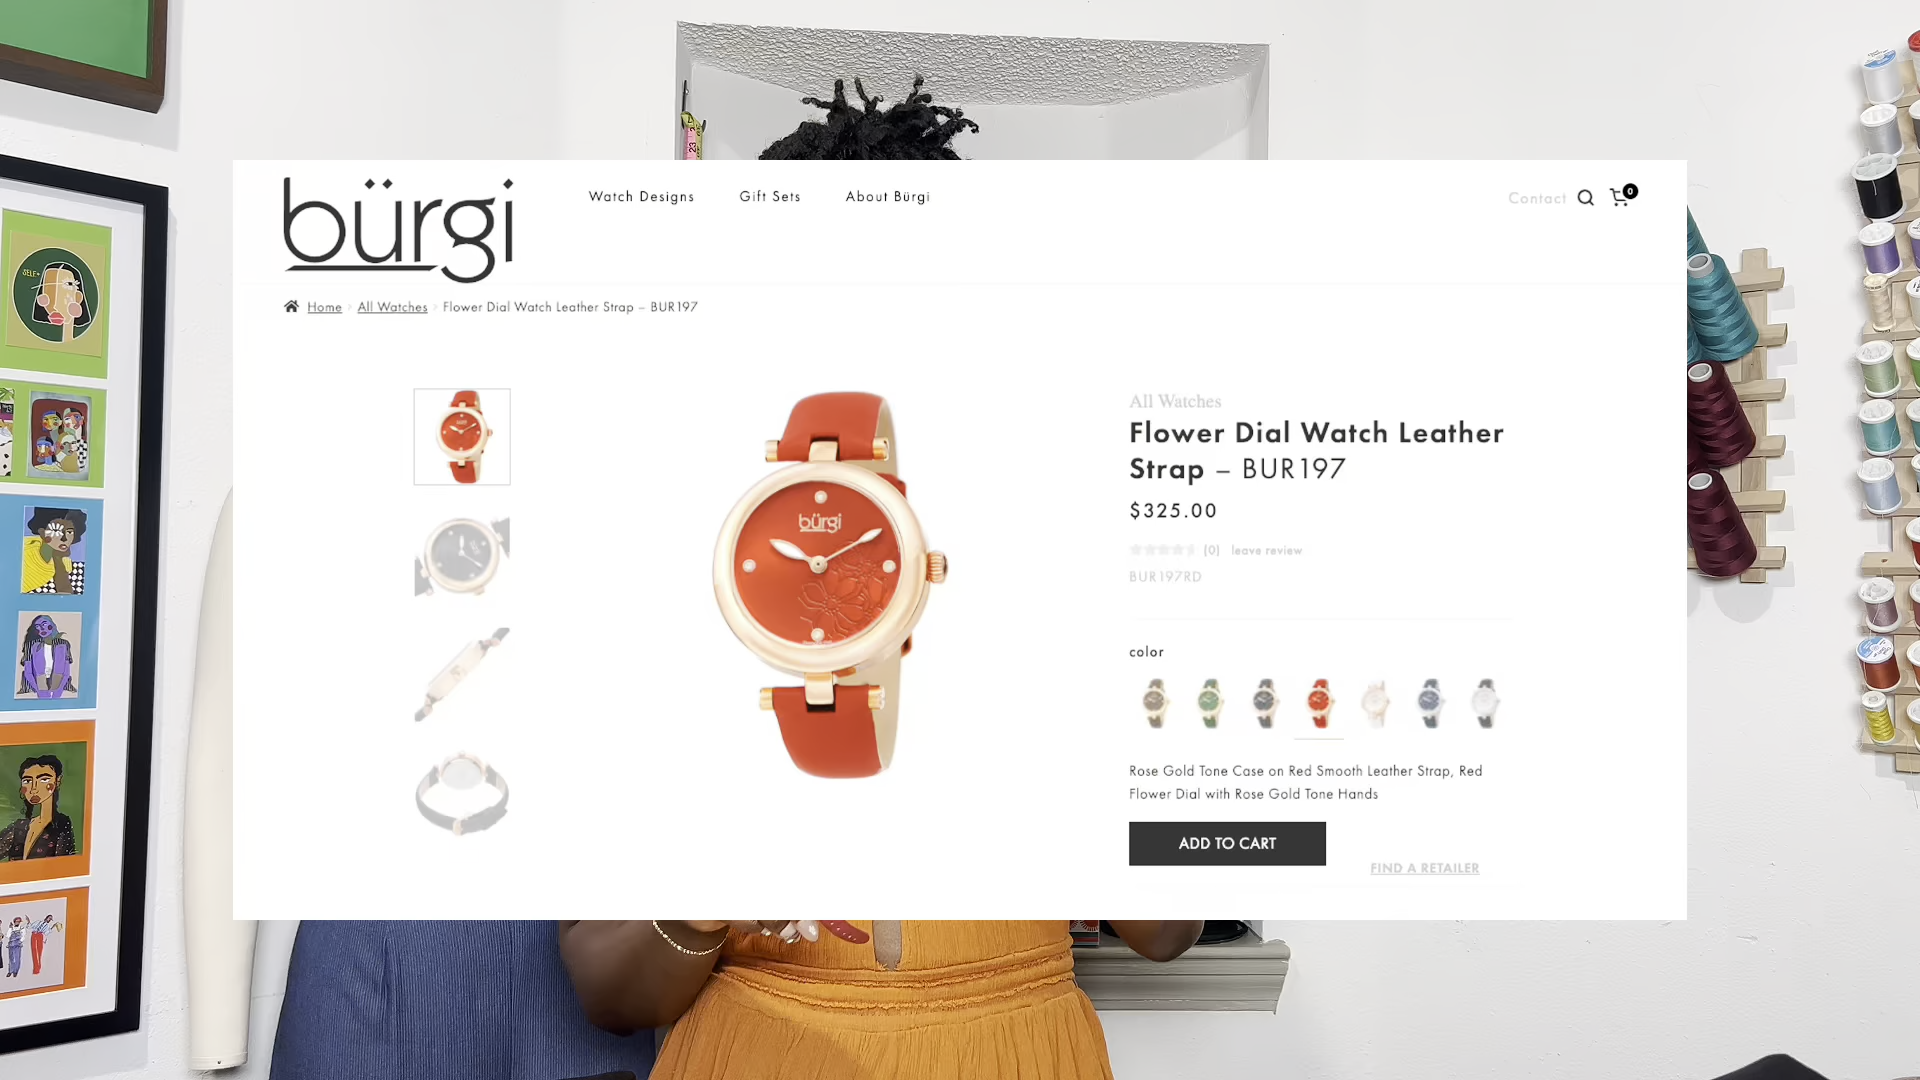 SELF
23
bürgi
Watch Designs
Gift Sets
About Bürgi
Contact
0
Home
All Watches
Flower Dial Watch Leather Strap – BUR197
bürgi
All Watches
Flower Dial Watch Leather
Strap – BUR197
$325.00
(0) leave review
BUR197RD
color
Rose Gold Tone Case on Red Smooth Leather Strap, Red
Flower Dial with Rose Gold Tone Hands
ADD TO CART
FIND A RETAILER